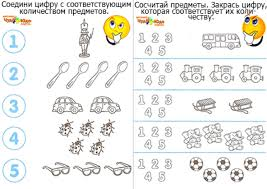 Соедини цифру с соответствующим
количеством предметов.
1
2
3
4
5
Сосчитай предметы. Закрась цифру,
которая соответствует их коли-
честву.
1 2 3
4 5
1 2 3
4 5
1 2 3
4 5
1 2 3
4 5
1 2 3
4 5